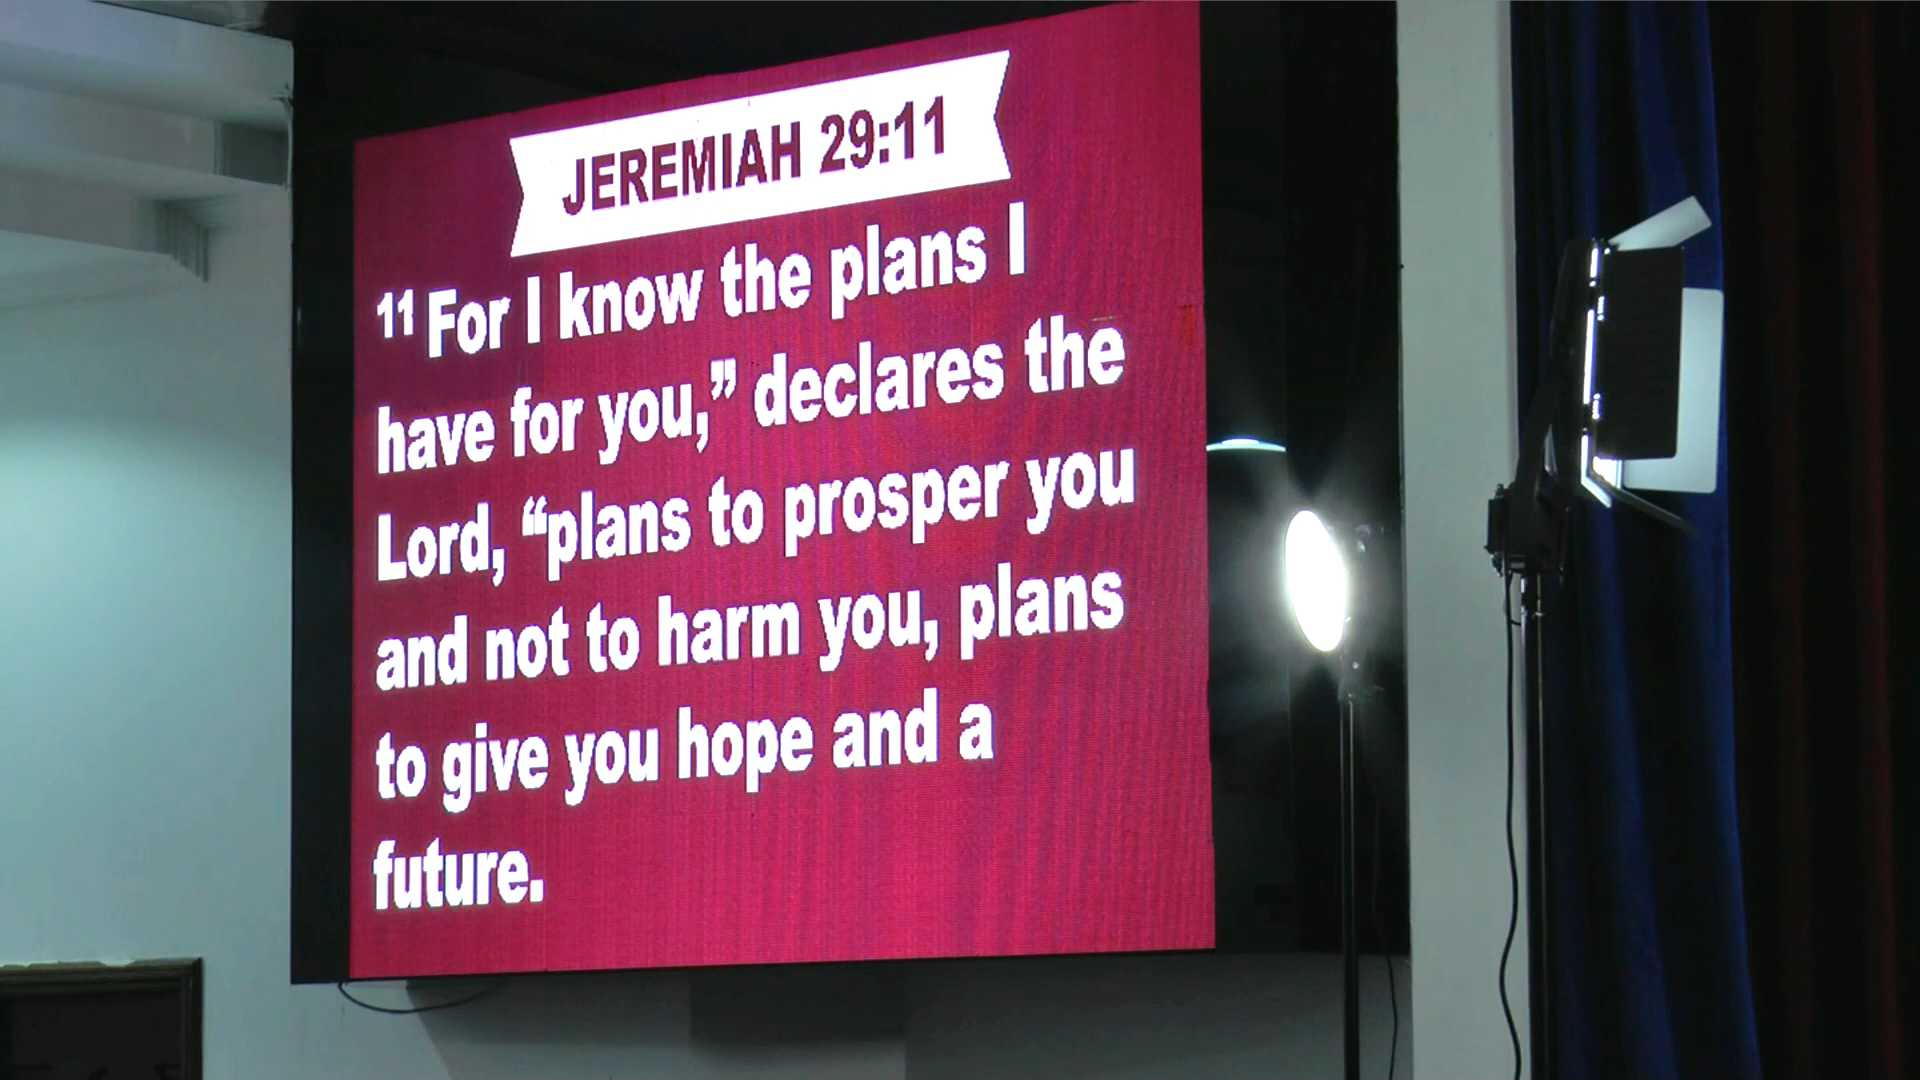 JEREMIAH 29:11
¹¹ For I know the plans I
have for you,” declares the
Lord, “plans to prosper you
and not to harm you, plans
to give you hope and a
future.